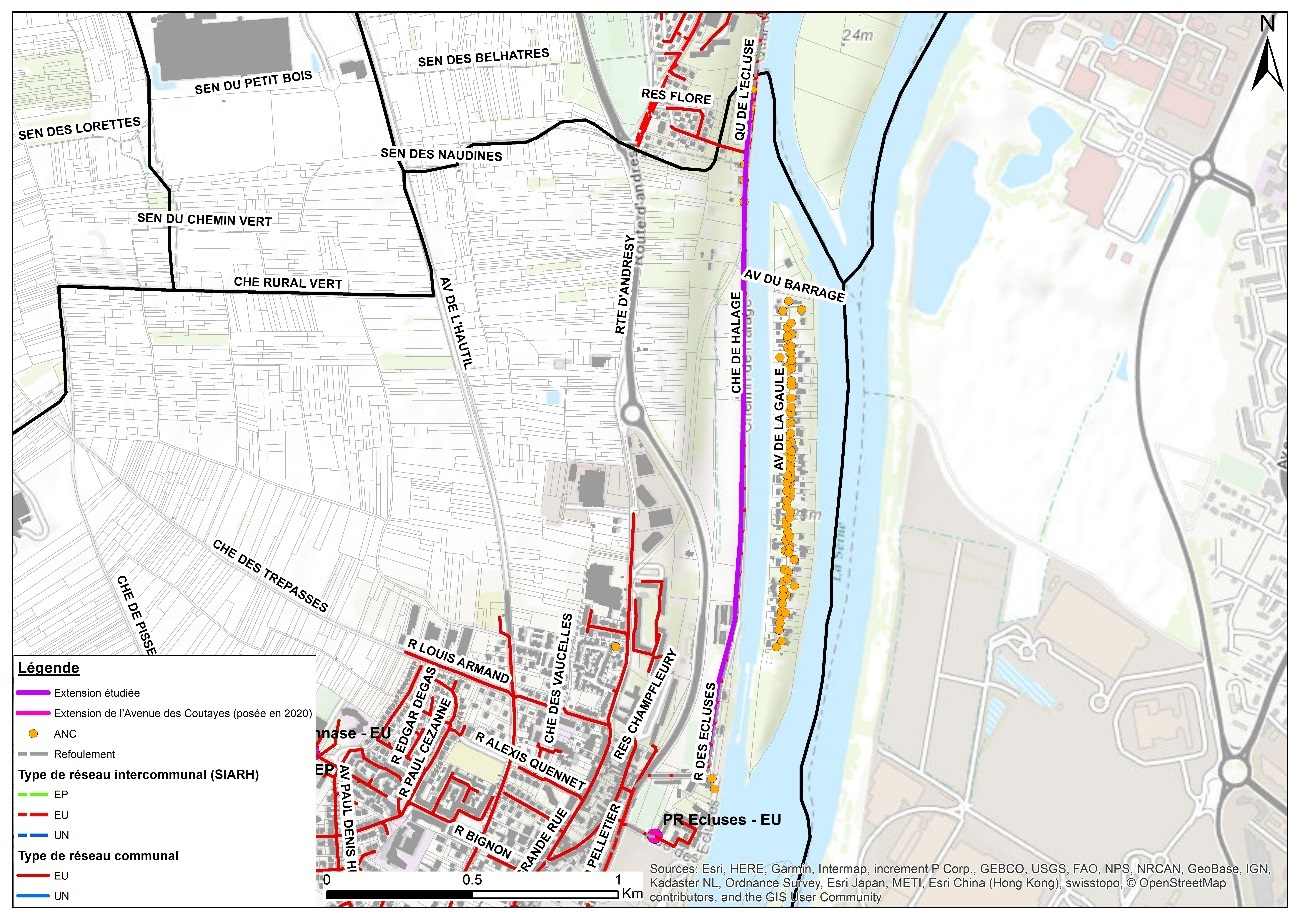 24m
N
SEN DES BELHATRES
SEN DU PETIT BOIS
RES FLORE
QU DE L'ECLUSE
SEN DES LORETTES
SEN DES NAUDINES
Route d'andresy
SEN DU CHEMIN VERT
RTE D'ANDRESY
CHE RURAL VERT
AV DE L'HAUTIL
AV DU BARRAGE
CHE DE HALAGE
Chemin de Halage
AV DE LA GAULE
La Seine
CHE DES TREPASSES
CHE DE PISSE
CHE DES VAUCELLES
R LOUIS ARMAND
R EDGAR DEGAS
R PAUL CEZANNE
RES CHAMPFLEURY
R DES ECLUSES
nnase - EU
EP
R ALEXIS QUENNET
AV PAUL DENIS H
R BIGNON
GRANDE RUE
PELLETIER
PR Ecluses - EU
Légende
Extension étudiée
Extension de l'Avenue des Coutayes (posée en 2020)
ANC
Refoulement
Type de réseau intercommunal (SIARH)
EP
EU
UN
Type de réseau communal
EU
UN
0 0.5 1
Km
Sources: Esri, HERE, Garmin, Intermap, increment P Corp., GEBCO, USGS, FAO, NPS, NRCAN, GeoBase, IGN,
Kadaster NL, Ordnance Survey, Esri Japan, METI, Esri China (Hong Kong), swisstopo, © OpenStreetMap
contributors, and the GIS User Community